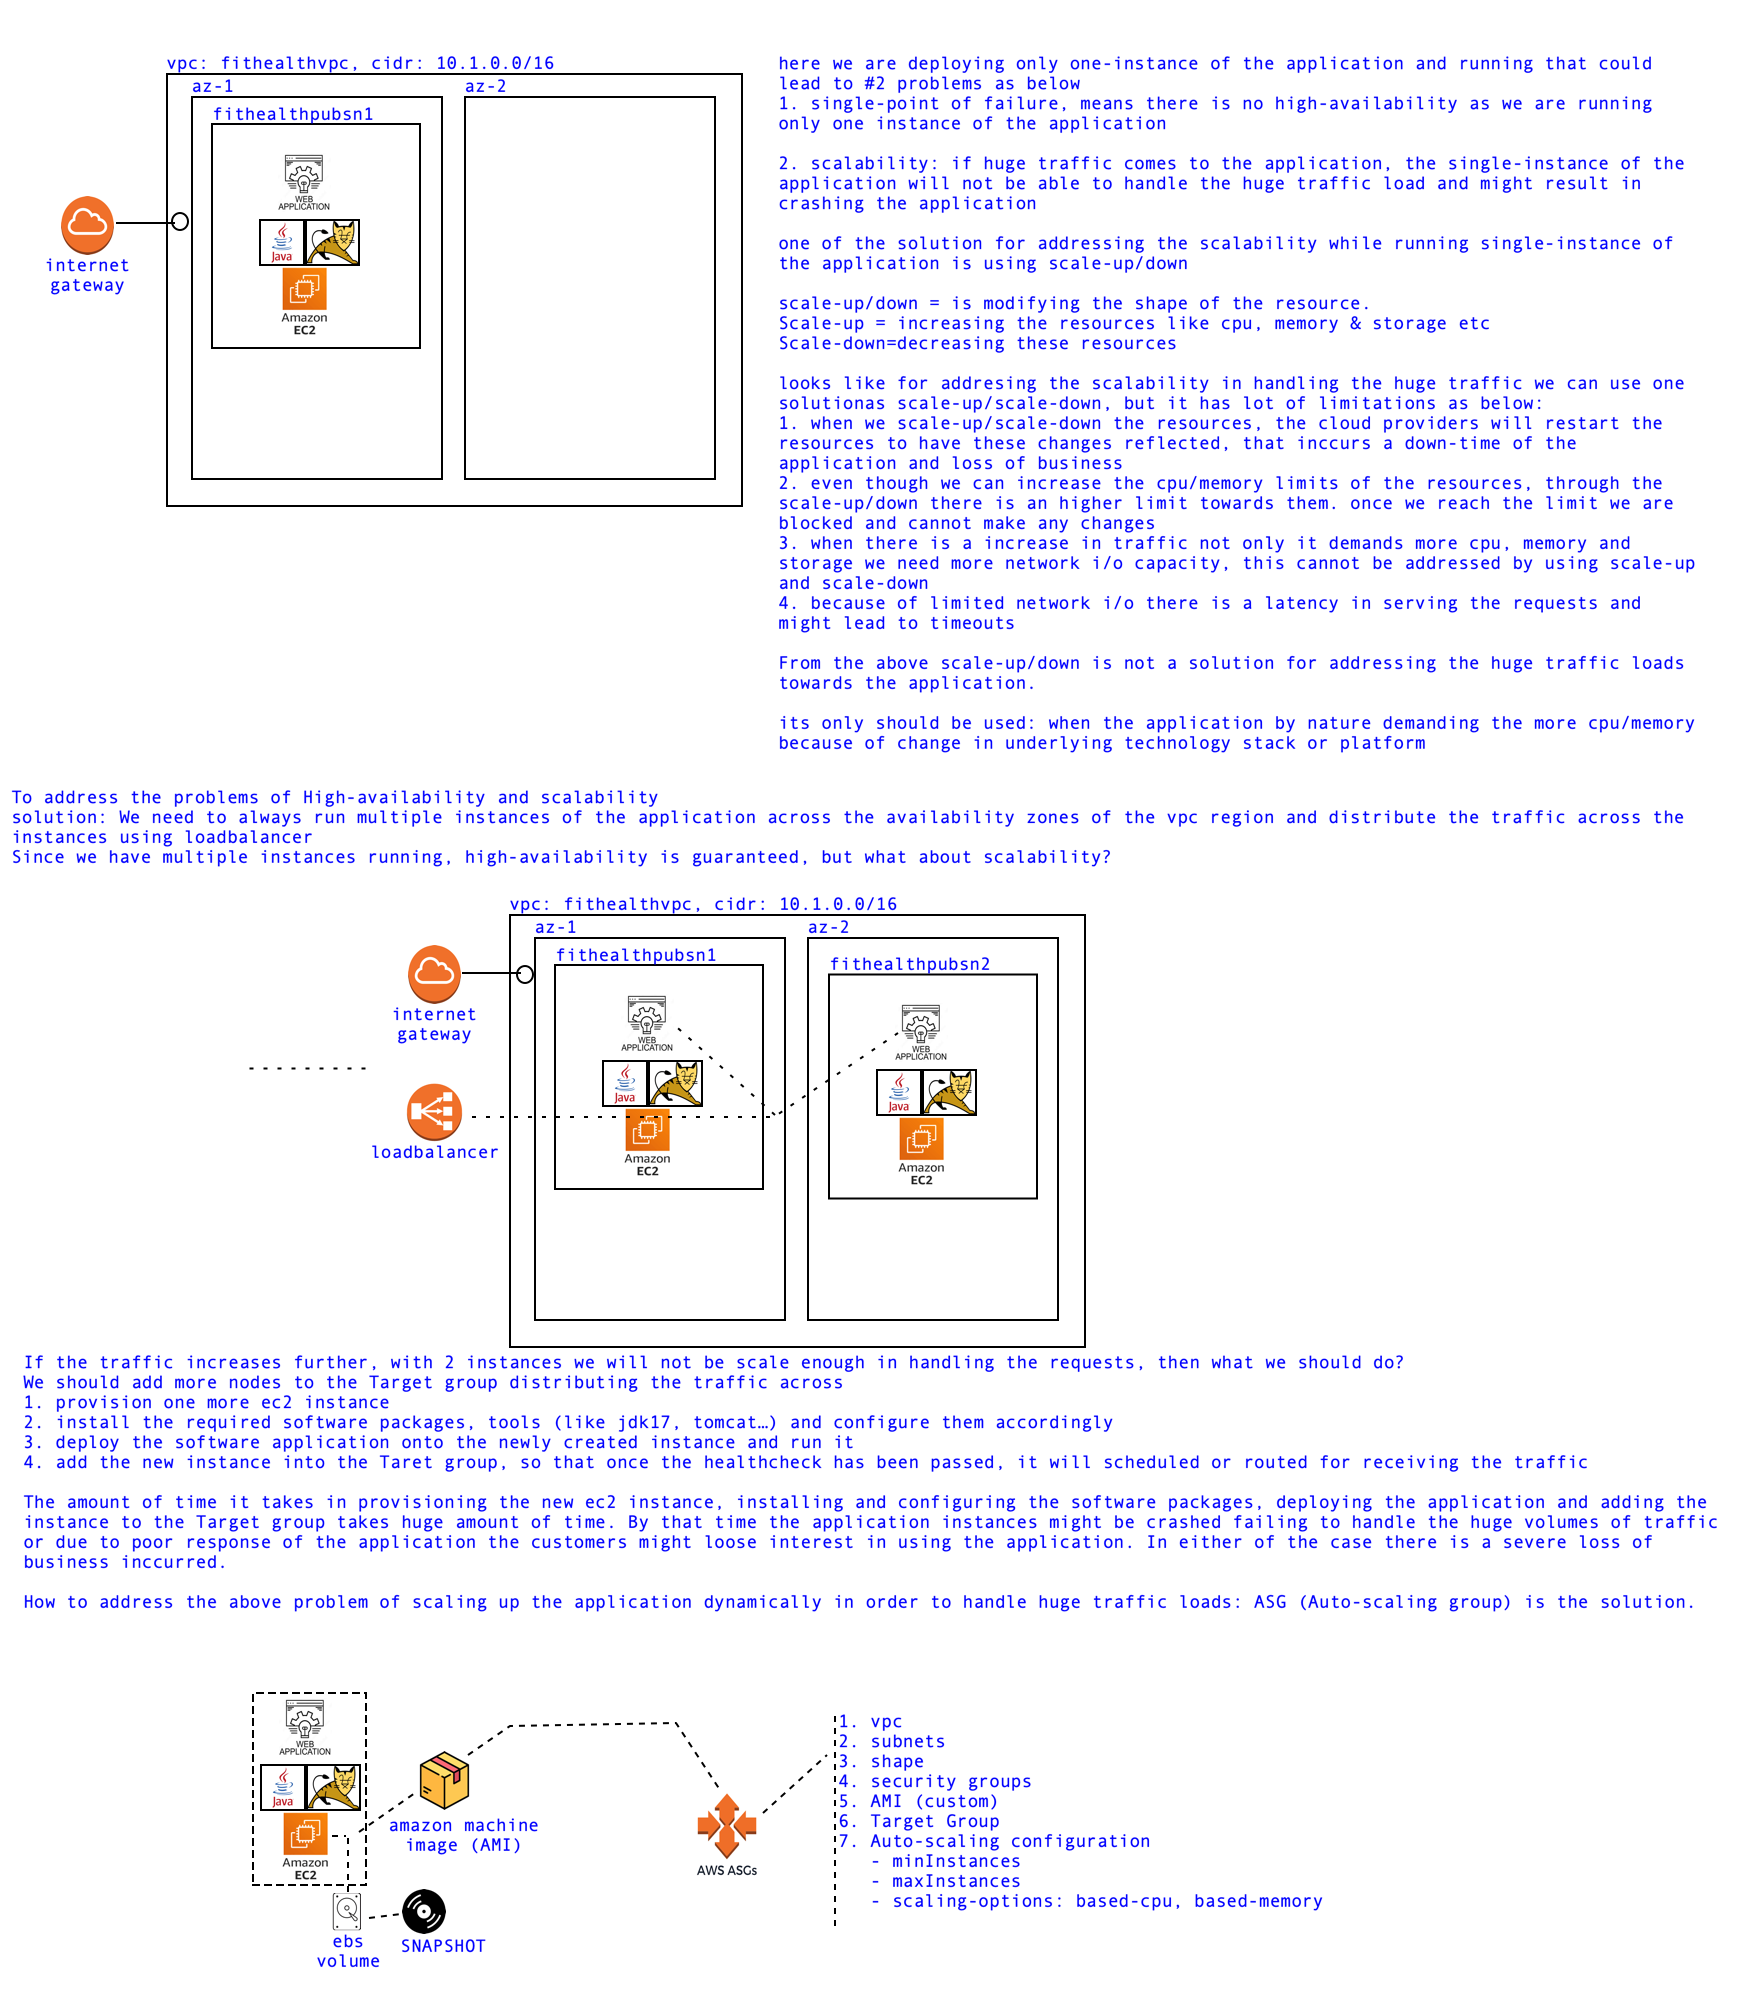 vpc: fithealthvpc, cidr: 10.1.0.0/16
az-1
az-2
fithealthpubsn1
WEB
APPLICATION
Java
Amazon
EC2
internet
gateway
here we are deploying only one-instance of the application and running that could
lead to #2 problems as below
1. single-point of failure, means there is no high-availability as we are running
only one instance of the application
2. scalability: if huge traffic comes to the application, the single-instance of the
application will not be able to handle the huge traffic load and might result in
crashing the application
one of the solution for addressing the scalability while running single-instance of
the application is using scale-up/down
scale-up/down = is modifying the shape of the resource.
Scale-up = increasing the resources like cpu, memory & storage etc
Scale-down=decreasing these resources
looks like for addresing the scalability in handling the huge traffic we can use one
solutionas scale-up/scale-down, but it has lot of limitations as below:
1. when we scale-up/scale-down the resources, the cloud providers will restart the
resources to have these changes reflected, that inccurs a down-time of the
application and loss of business
2. even though we can increase the cpu/memory limits of the resources, through the
scale-up/down there is an higher limit towards them. once we reach the limit we are
blocked and cannot make any changes
3. when there is a increase in traffic not only it demands more cpu, memory and
storage we need more network i/o capacity, this cannot be addressed by using scale-up
and scale-down
4. because of limited network i/o there is a latency in serving the requests and
might lead to timeouts
From the above scale-up/down is not a solution for addressing the huge traffic loads
towards the application.
its only should be used: when the application by nature demanding the more cpu/memory
because of change in underlying technology stack or platform
To address the problems of High-availability and scalability
solution: We need to always run multiple instances of the application across the availability zones of the vpc region and distribute the traffic across the
instances using loadbalancer
Since we have multiple instances running, high-availability is guaranteed, but what about scalability?
vpc: fithealthvpc, cidr: 10.1.0.0/16
az-1
az-2
fithealthpubsn1
fithealthpubsn2
internet
gateway
WEB
APPLICATION
WEB
APPLICATION
Java
Java
loadbalancer
Amazon
EC2
Amazon
EC2
If the traffic increases further, with 2 instances we will not be scale enough in handling the requests, then what we should do?
We should add more nodes to the Target group distributing the traffic across
1. provision one more ec2 instance
2. install the required software packages, tools (like jdk17, tomcat…) and configure them accordingly
3. deploy the software application onto the newly created instance and run it
4. add the new instance into the Taret group, so that once the healthcheck has been passed, it will scheduled or routed for receiving the traffic
The amount of time it takes in provisioning the new ec2 instance, installing and configuring the software packages, deploying the application and adding the
instance to the Target group takes huge amount of time. By that time the application instances might be crashed failing to handle the huge volumes of traffic
or due to poor response of the application the customers might loose interest in using the application. In either of the case there is a severe loss of
business inccurred.
How to address the above problem of scaling up the application dynamically in order to handle huge traffic loads: ASG (Auto-scaling group) is the solution.
WEB
APPLICATION
Java
Amazon
EC2
amazon machine
image (AMI)
ebs
volume
SNAPSHOT
AWS ASGs
1. vpc
2. subnets
3. shape
4. security groups
5. AMI (custom)
6. Target Group
7. Auto-scaling configuration
- minInstances
- maxInstances
- scaling-options: based-cpu, based-memory